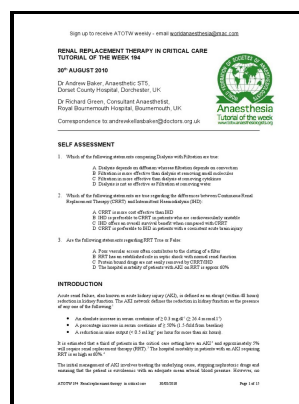 Sign up to receive ATOTW weekly - email worldanaesthesia@mac.com
RENAL REPLACEMENT THERAPY IN CRITICAL CARE
TUTORIAL OF THE WEEK 194
30th AUGUST 2010
Dr Andrew Baker, Anaesthetic ST5,
Dorset County Hospital, Dorchester, UK
Dr Richard Green, Consultant Anaesthetist,
Royal Bournemouth Hospital, Bournemouth, UK
Correspondence to andrewkellasbaker@doctors.org.uk
WORLD FEDERATION OF SOCIETIES OF ANAESTHESIOLOGISTS
Anaesthesia
Tutorial of the week
SELF ASSESSMENT
1. Which of the following statements comparing Dialysis with Filtration are true:
A Dialysis depends on diffusion whereas filtration depends on convection
B Filtration is more effective than dialysis at removing small molecules
C Filtration is more effective than dialysis at removing cytokines
D Dialysis is not as effective as Filtration at removing water
2. Which of the following statements are true regarding the differences between Continuous Renal
Replacement Therapy (CRRT) and Intermittent Haemodialysis (IHD):
A CRRT is more cost effective than IHD
B IHD is preferable to CRRT in patients who are cardiovascularly unstable
C IHD offers an overall survival benefit when compared with CRRT
D CRRT is preferable to IHD in patients with a coexistent acute brain injury
3. Are the following statements regarding RRT True or False:
A Poor vascular access often contributes to the clotting of a filter
B RRT has an established role in septic shock with normal renal function
C Protein bound drugs are not easily removed by CRRT/IHD
D The hospital mortality of patients with AKI on RRT is approx 60%
INTRODUCTION
Acute renal failure, also known as acute kidney injury (AKI), is defined as an abrupt (within 48 hours)
reduction in kidney function. The AKI network defines the reduction in kidney function as the presence
of any one of the following:
• An absolute increase in serum creatinine of ≥ 0.3 mg dl (≥ 26.4 mcmol l)
• A percentage increase in serum creatinine of ≥ 50% (1.5-fold from baseline)
• A reduction in urine output (< 0.5 ml kg per hour for more than six hours)
It is estimated that a third of patients in the critical care setting have an AKI and approximately 5%
will require renal replacement therapy (RRT). The hospital mortality in patients with an AKI requiring
RRT is as high as 60%.
The initial management of AKI involves treating the underlying cause, stopping nephrotoxic drugs and
ensuring that the patient is euvolaemic with an adequate mean arterial blood pressure. However, no
ATOTW 194 Renal replacement therapy in critical care 30/08/2010 Page 1 of 13